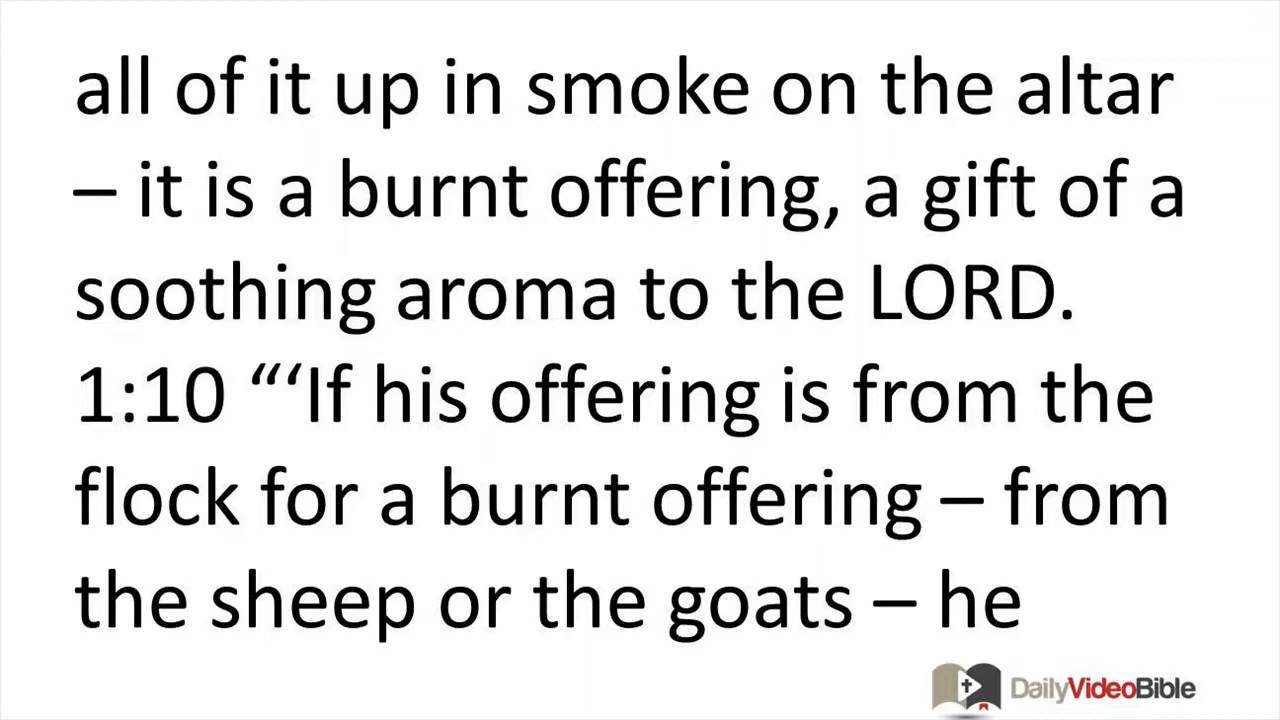 all of it up in smoke on the altar
– it is a burnt offering, a gift of a
soothing aroma to the LORD.
1:10 “‘If his offering is from the
flock for a burnt offering – from
the sheep or the goats – he
DailyVideoBible